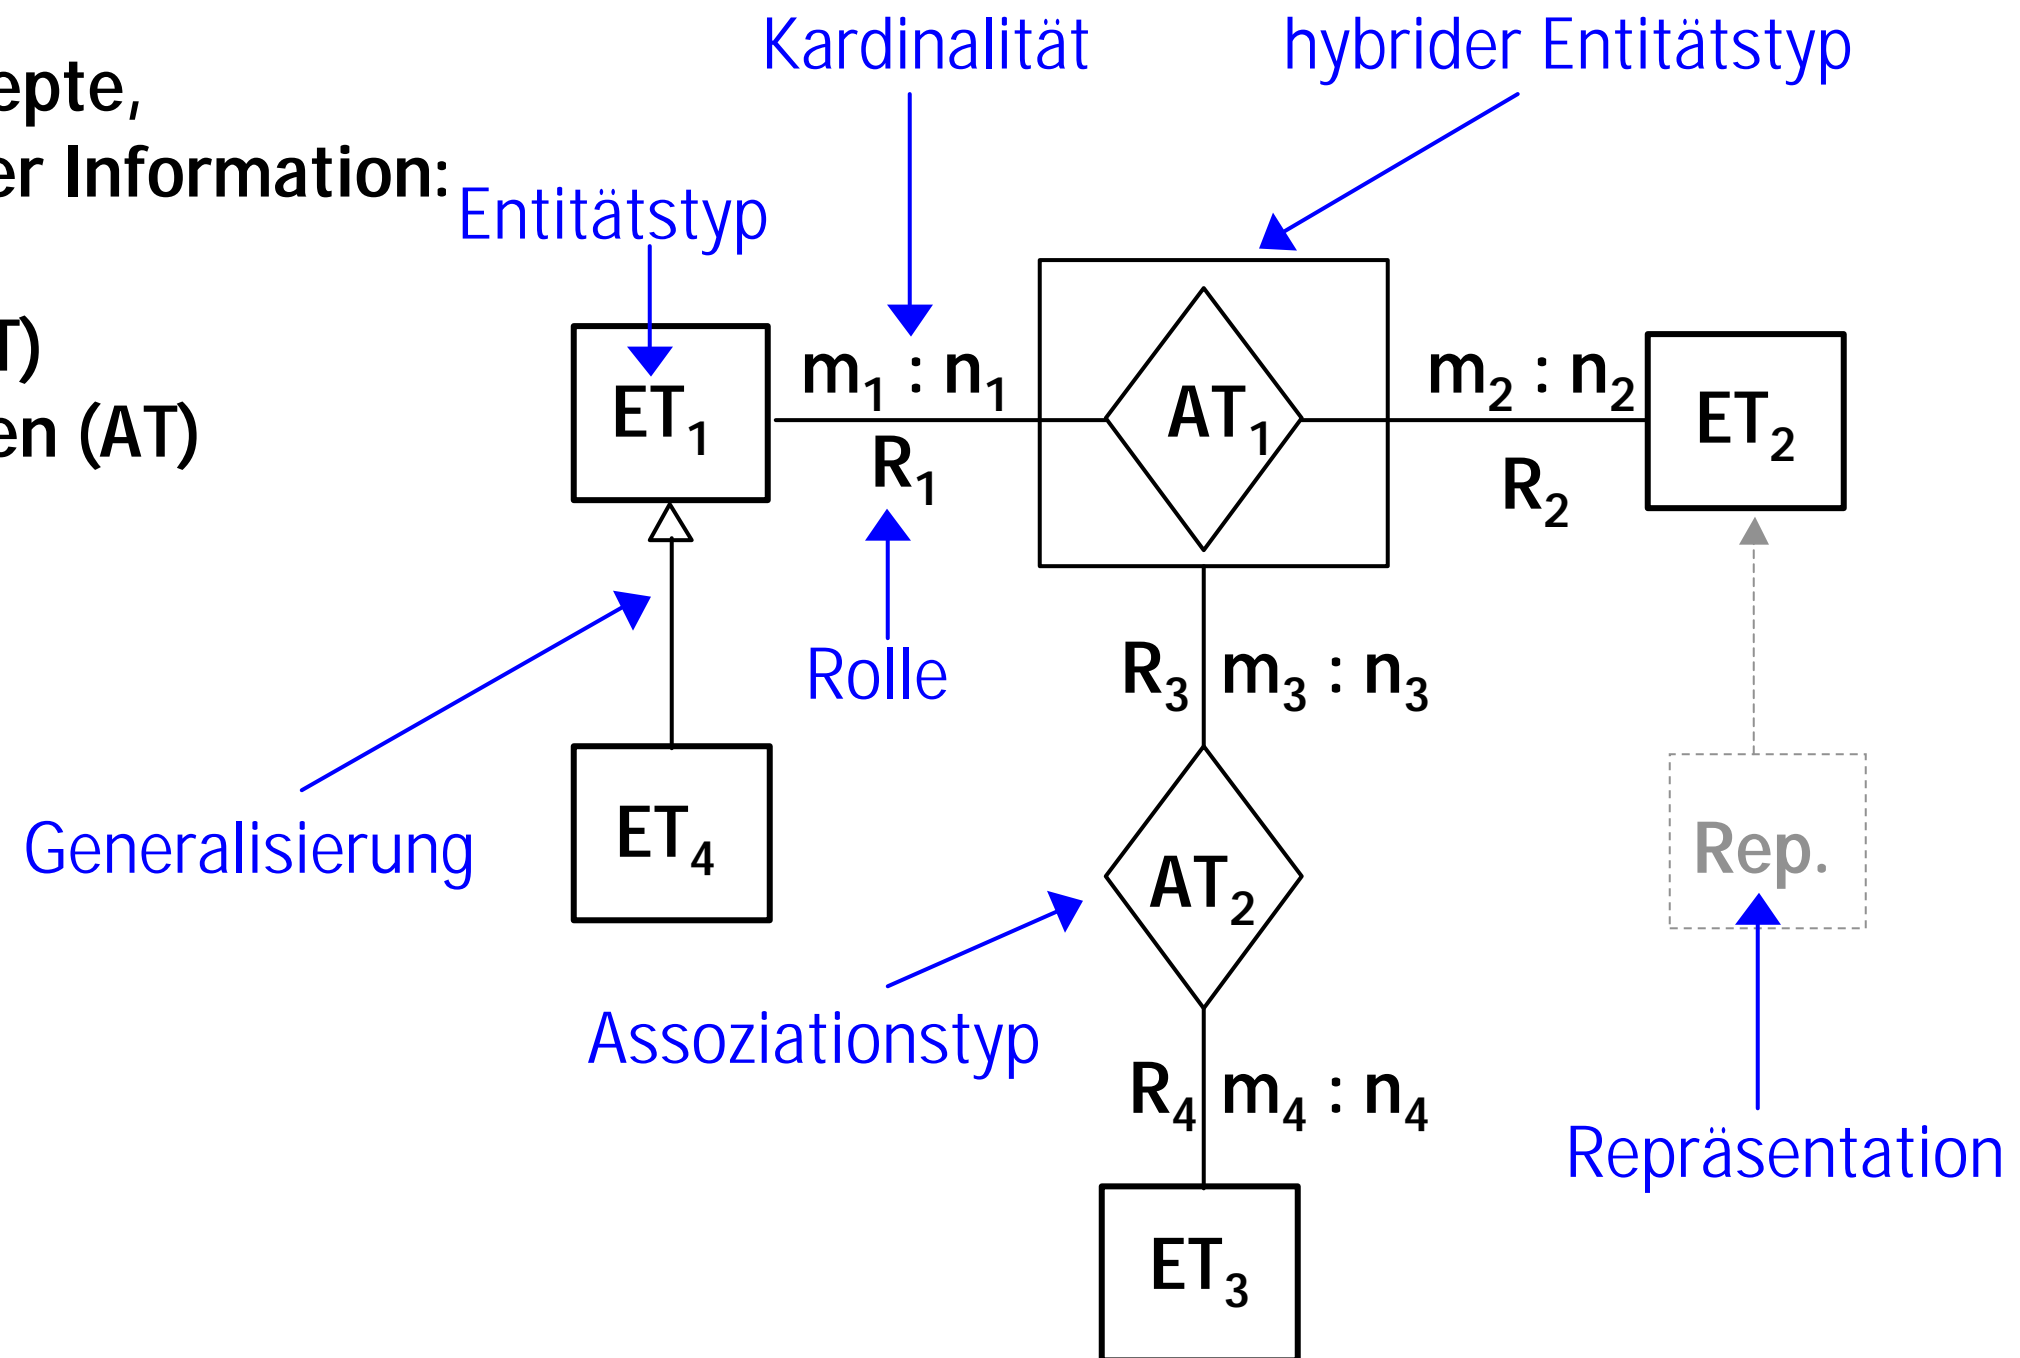 Kardinalität
hybrider Entitätstyp
epte,
er Information:
Entitätstyp
T)
en (AT)
ET₁
m₁ : n₁
R₁
AT₁
m₂ : n₂
R₂
ET₂
Rolle
R₃ m₃ : n₃
Generalisierung
ET₄
AT₂
Rep.
Assoziationstyp
R₄ m₄ : n₄
Repräsentation
ET₃